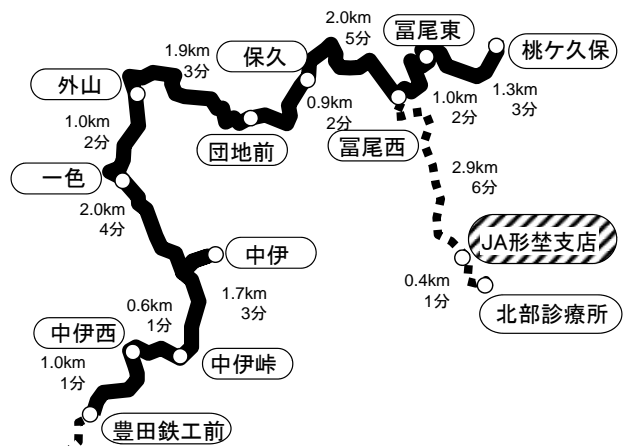 2.0km
5分
冨尾東
保久
桃ケ久保
1.9km
3分
外山
1.3km
3分
1.0km
2分
0.9km
2分
1.0km
2分
団地前
冨尾西
一色
2.9km
6分
2.0km
4分
JA形埜支店
中伊
0.4km
1分
1.7km
3分
北部診療所
0.6km
1分
中伊西
1.0km
1分
中伊峠
豊田鉄工前